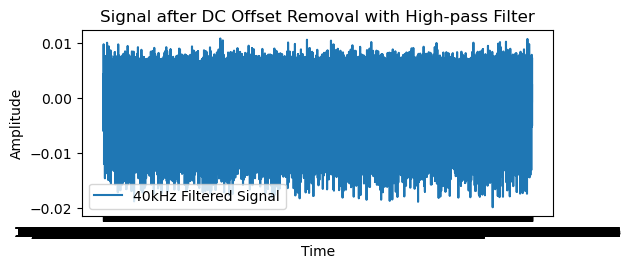 Signal after DC Offset Removal with High-pass Filter
0.01
0.00
−0.01
−0.02
Amplitude
40kHz Filtered Signal
Time